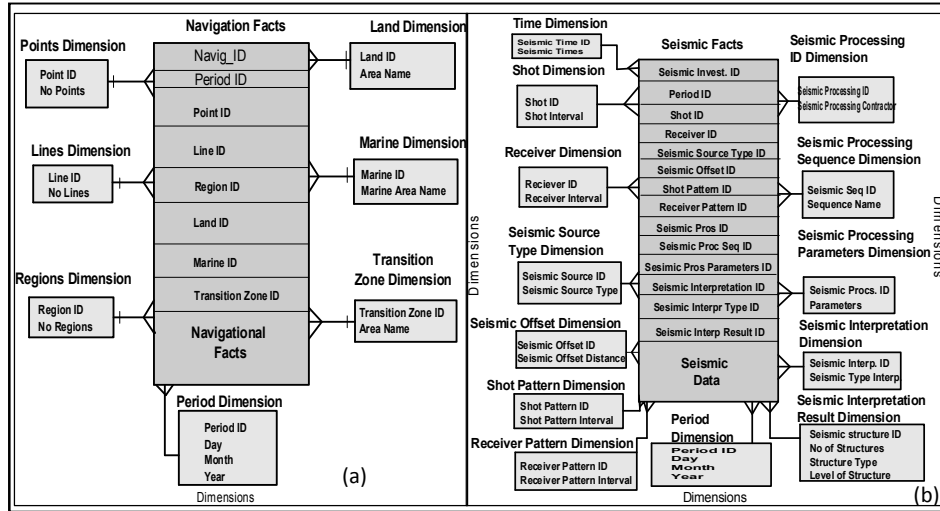 Navigation Facts
Points Dimension
Point ID
No Points
Lines Dimension
Line ID
No Lines
Regions Dimension
Region ID
No Regions
Navig_ID
Period ID
Point ID
Line ID
Region ID
Land ID
Marine ID
Transition Zone ID
Navigational
Facts
Land Dimension
Land ID
Area Name
Marine Dimension
Marine ID
Marine Area Name
Transition
Zone Dimension
Transition Zone ID
Area Name
Period Dimension
Period ID
Day
Month
Year
(a)
Dimensions
Dimensions
Time Dimension
Seismic Time ID
Seismic Times
Shot Dimension
Shot ID
Shot Interval
Receiver Dimension
Reciever ID
Receiver Interval
Seismic Source
Type Dimension
Seismic Source ID
Seismic Source Type
Seismic Offset Dimension
Seismic Offset ID
Seismic Offset Distance
Shot Pattern Dimension
Shot Pattern ID
Shot Pattern Interval
Receiver Pattern Dimension
Receiver Pattern ID
Receiver Pattern Interval
Seismic Facts
Seismic Invest. ID
Period ID
Shot ID
Receiver ID
Seismic Source Type ID
Seismic Offset ID
Shot Pattern ID
Receiver Pattern ID
Seismic Pros ID
Seismic Proc Seq ID
Sesimic Pros Parameters ID
Seismic Interpretation ID
Sesimic Interpr Type ID
Seismic Interp Result ID
Seismic
Data
Period
Dimension
Period ID
Day
Month
Year
Dimensions
Seismic Processing
ID Dimension
Seismic Processing ID
Seismic Processing Contractor
Seismic Processing
Sequence Dimension
Seismic Seq ID
Sequence Name
Seismic Processing
Parameters Dimension
Seismic Procs. ID
Parameters
Seismic Interpretation
Dimension
Seismic Interp. ID
Seismic Type Interp.
Seismic Interpretation
Result Dimension
Seismic structure ID
No of Structures
Structure Type
Level of Structure
Dimensions
(b)